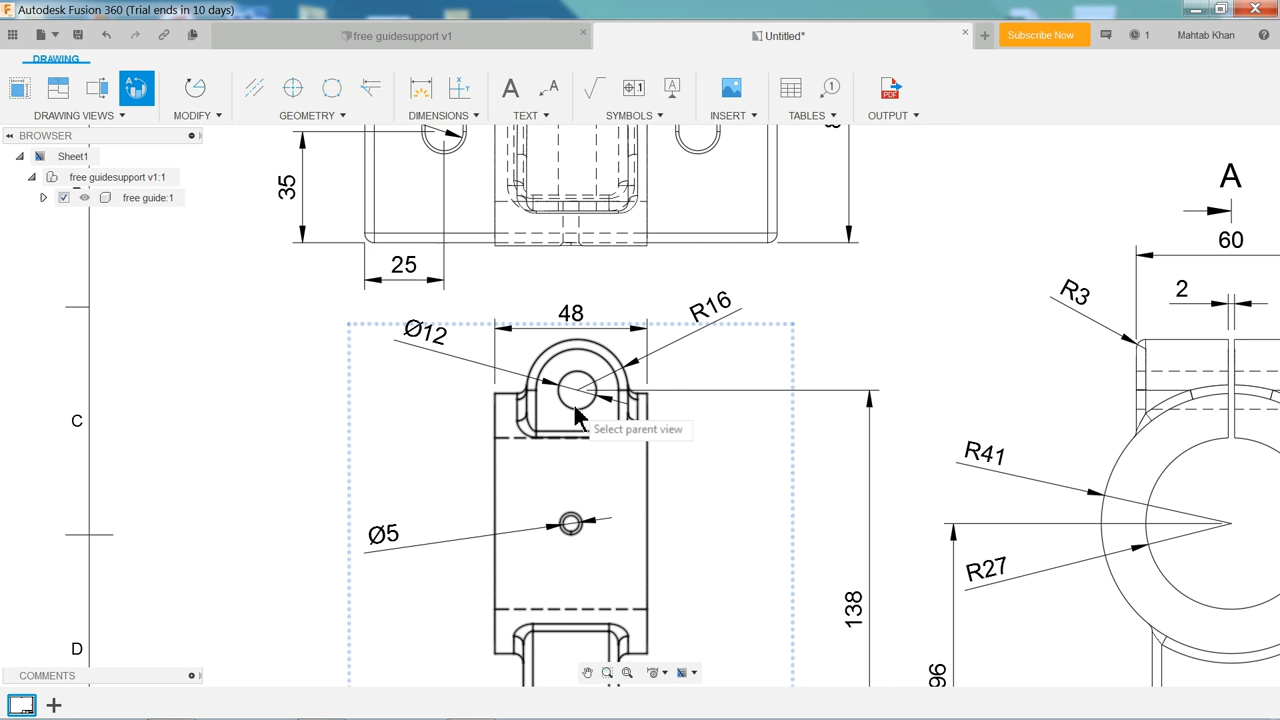 Autodesk Fusion 360 (Trial ends in 10 days)
free guidesupport v1
Untitled*
Subscribe Now
1
Mahtab Khan
DRAWING
DRAWING VIEWS
MODIFY
GEOMETRY
DIMENSIONS
TEXT
SYMBOLS
INSERT
TABLES
OUTPUT
BROWSER
Sheet1
free guidesupport v1:1
free guide:1
35
25
A
60
2
R3
48
R16
Ø12
C
Select parent view
R41
Ø5
R27
138
D
96
COMMENTS